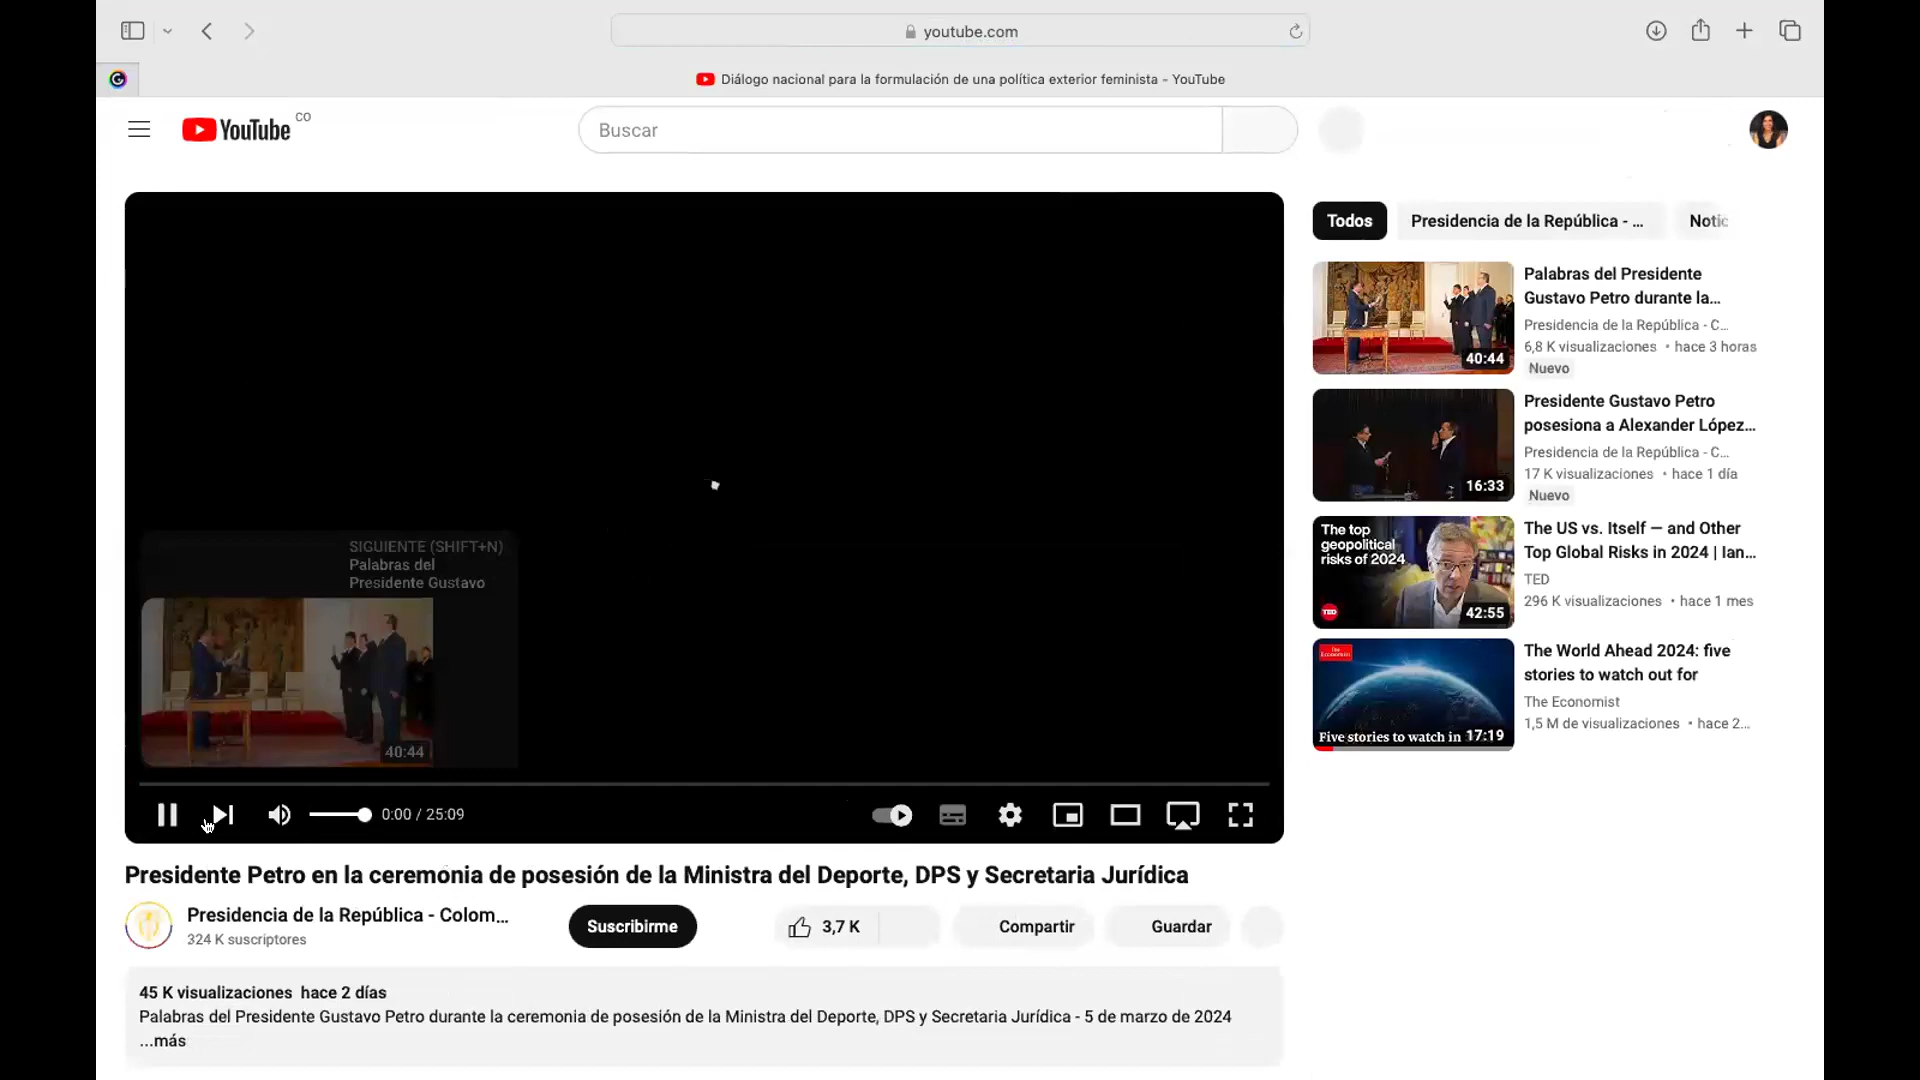 youtube.com
Diálogo nacional para la formulación de una política exterior feminista - YouTube
YouTube
CO
Buscar
SIGUIENTE (SHIFT+N)
Palabras del
Presidente Gustavo
40:44
0:00 / 25:09
Presidente Petro en la ceremonia de posesión de la Ministra del Deporte, DPS y Secretaria Jurídica
Presidencia de la República - Colom...
324 K suscriptores
Suscribirme
3,7 K
Compartir
Guardar
45 K visualizaciones hace 2 días
Palabras del Presidente Gustavo Petro durante la ceremonia de posesión de la Ministra del Deporte, DPS y Secretaria Jurídica - 5 de marzo de 2024
...más
Todos
Presidencia de la República - ...
Notic
40:44
Palabras del Presidente
Gustavo Petro durante la...
Presidencia de la República - C...
6,8 K visualizaciones • hace 3 horas
Nuevo
16:33
Presidente Gustavo Petro
posesiona a Alexander López...
Presidencia de la República - C...
17 K visualizaciones • hace 1 día
Nuevo
The top
geopolitical
risks of 2024
TED
42:55
The US vs. Itself — and Other
Top Global Risks in 2024 | Ian...
TED
296 K visualizaciones • hace 1 mes
The
Economist
Five stories to watch in
17:19
The World Ahead 2024: five
stories to watch out for
The Economist
1,5 M de visualizaciones • hace 2...